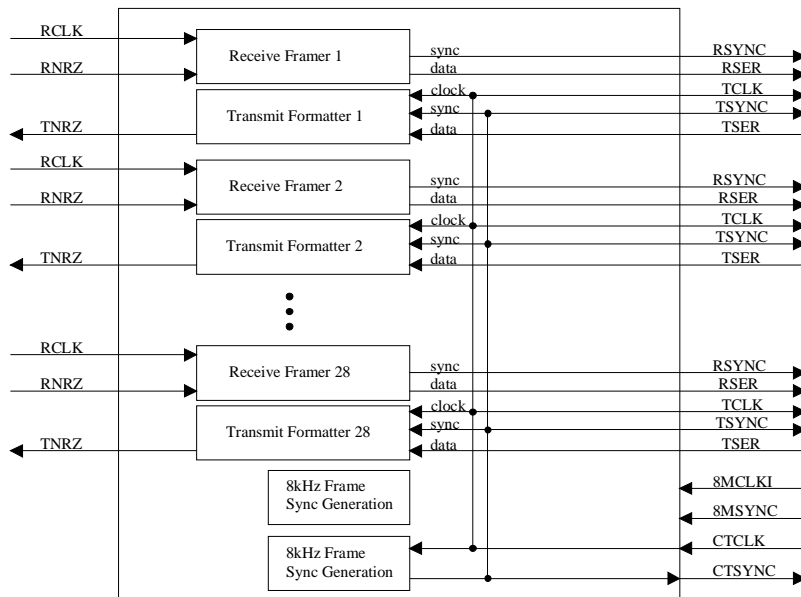 RCLK
Receive Framer 1
sync
RSYNC
RNRZ
data
RSER
clock
TCLK
Transmit Formatter 1
sync
TSYNC
TNRZ
data
TSER
RCLK
Receive Framer 2
sync
RSYNC
RNRZ
data
RSER
clock
TCLK
Transmit Formatter 2
sync
TSYNC
TNRZ
data
TSER
RCLK
Receive Framer 28
sync
RSYNC
RNRZ
data
RSER
clock
TCLK
Transmit Formatter 28
sync
TSYNC
TNRZ
data
TSER
8kHz Frame
Sync Generation
8MCLKI
8MSYNC
8kHz Frame
Sync Generation
CTCLK
CTSYNC